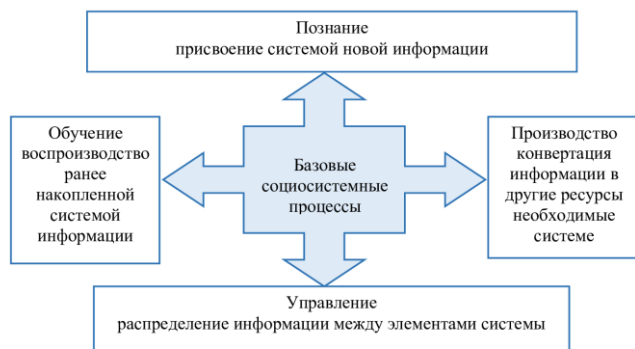 Познание
присвоение системой новой информации
Обучение
воспроизводство
ранее
накопленной
системой
информации
Базовые
социосистемные
процессы
Производство
конвертация
информации в
другие ресурсы
необходимые
системе
Управление
распределение информации между элементами системы